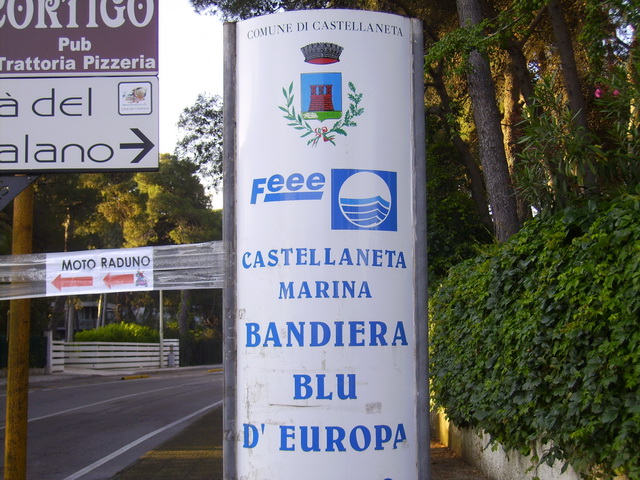 CORTIGO
Pub
Trattoria Pizzeria
à del
alano
MOTO RADUNO
COMUNE DI CASTELLANETA
Feee
CASTELLANETA
MARINA
BANDIERA
BLU
D' EUROPA